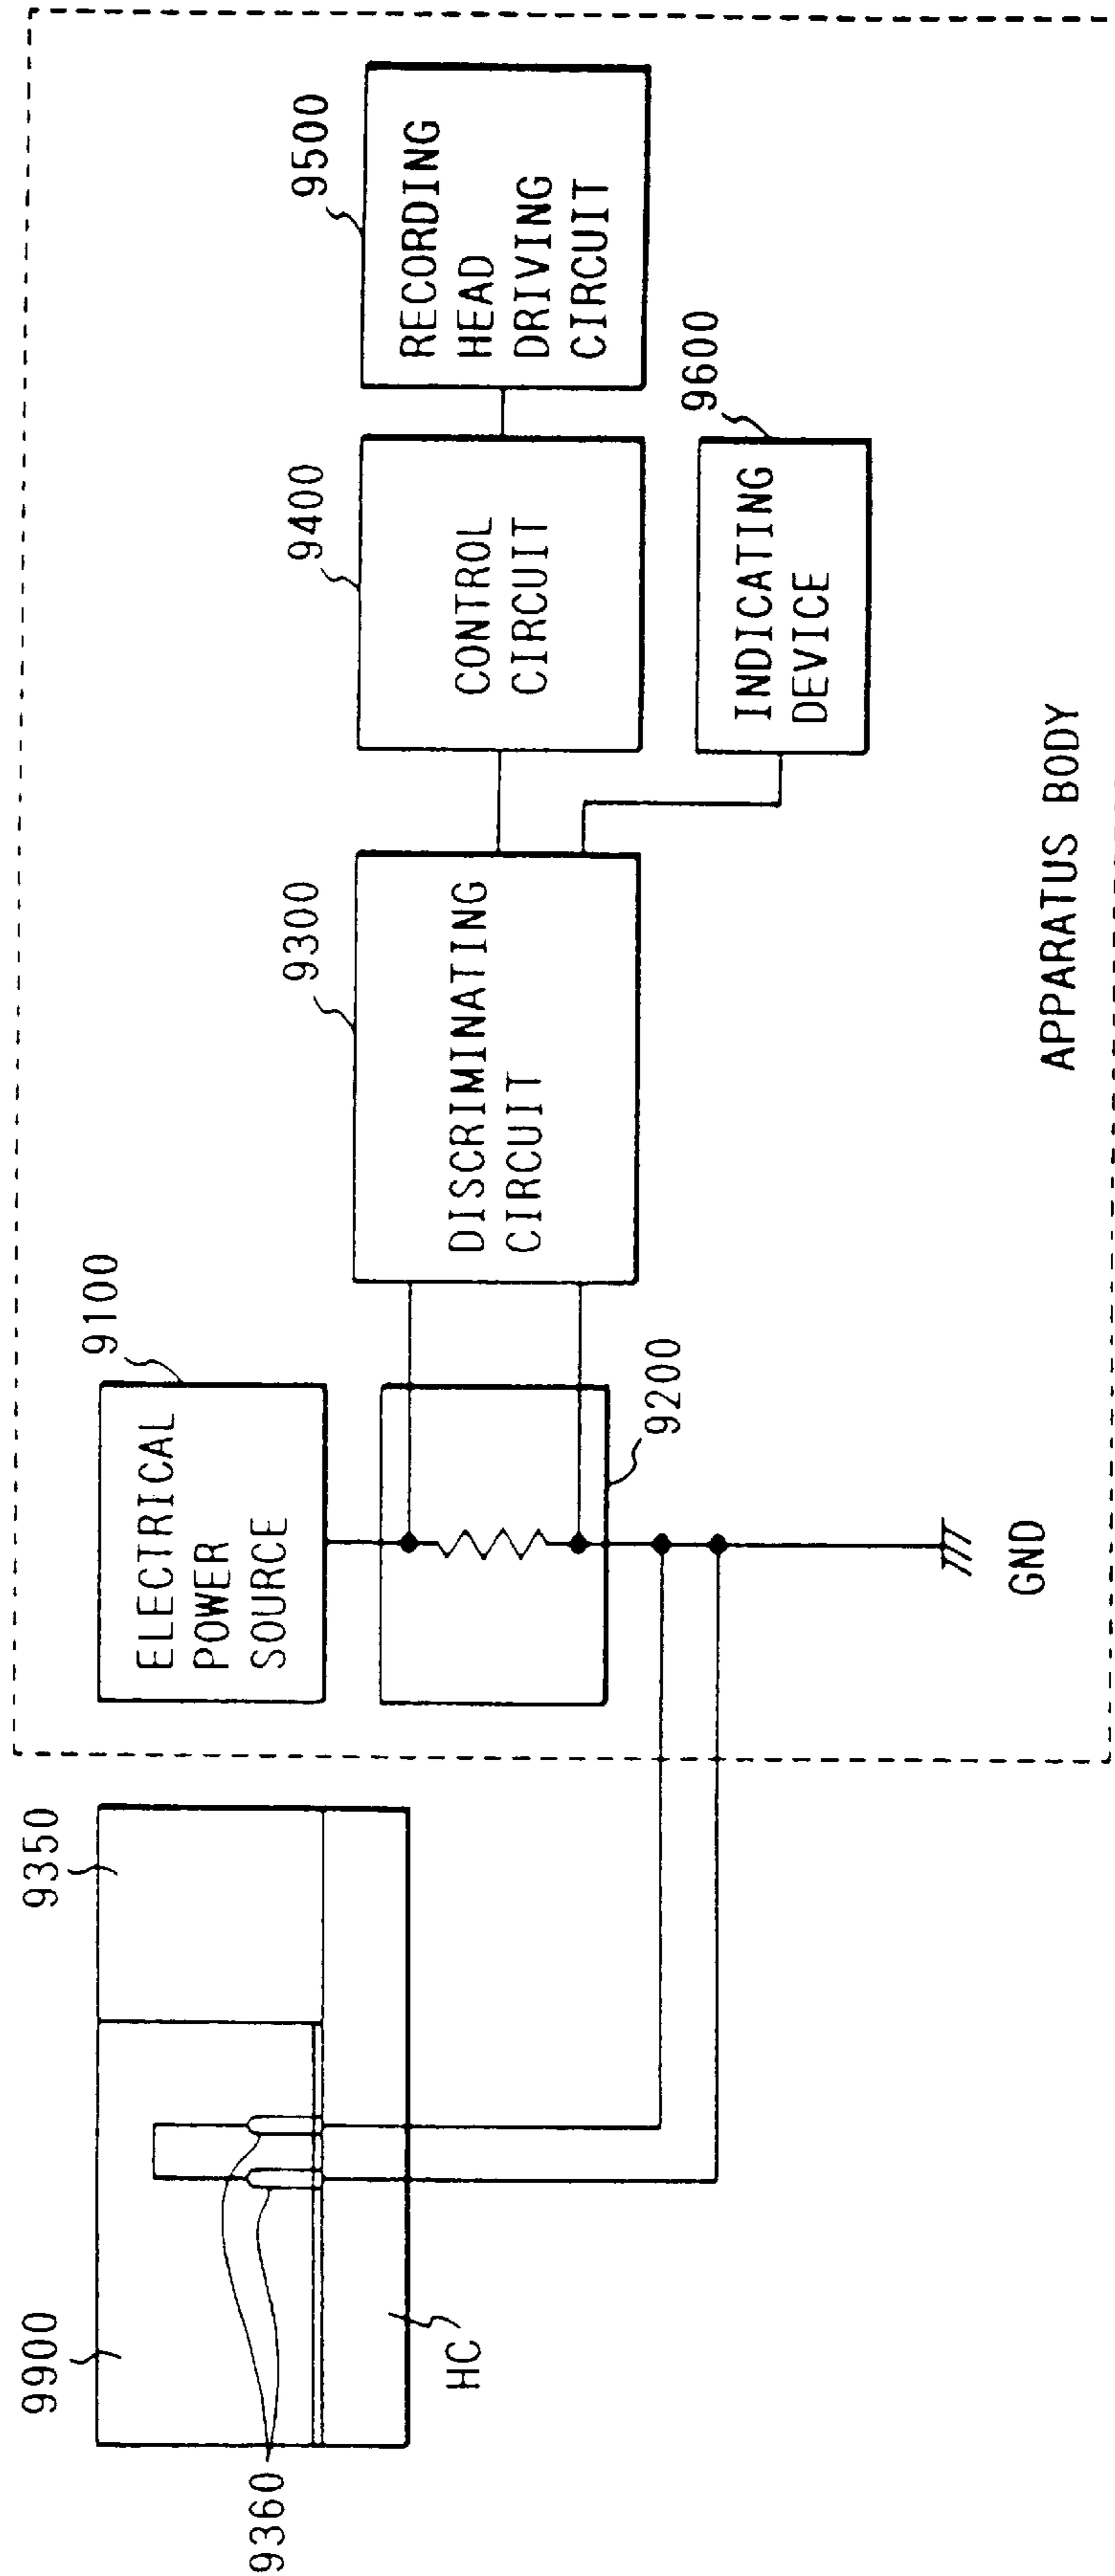 9900
9350
9360
HC
9100
ELECTRICAL
POWER
SOURCE
9200
GND
9300
DISCRIMINATING
CIRCUIT
9400
CONTROL
CIRCUIT
9500
RECORDING
HEAD
DRIVING
CIRCUIT
9600
INDICATING
DEVICE
APPARATUS BODY